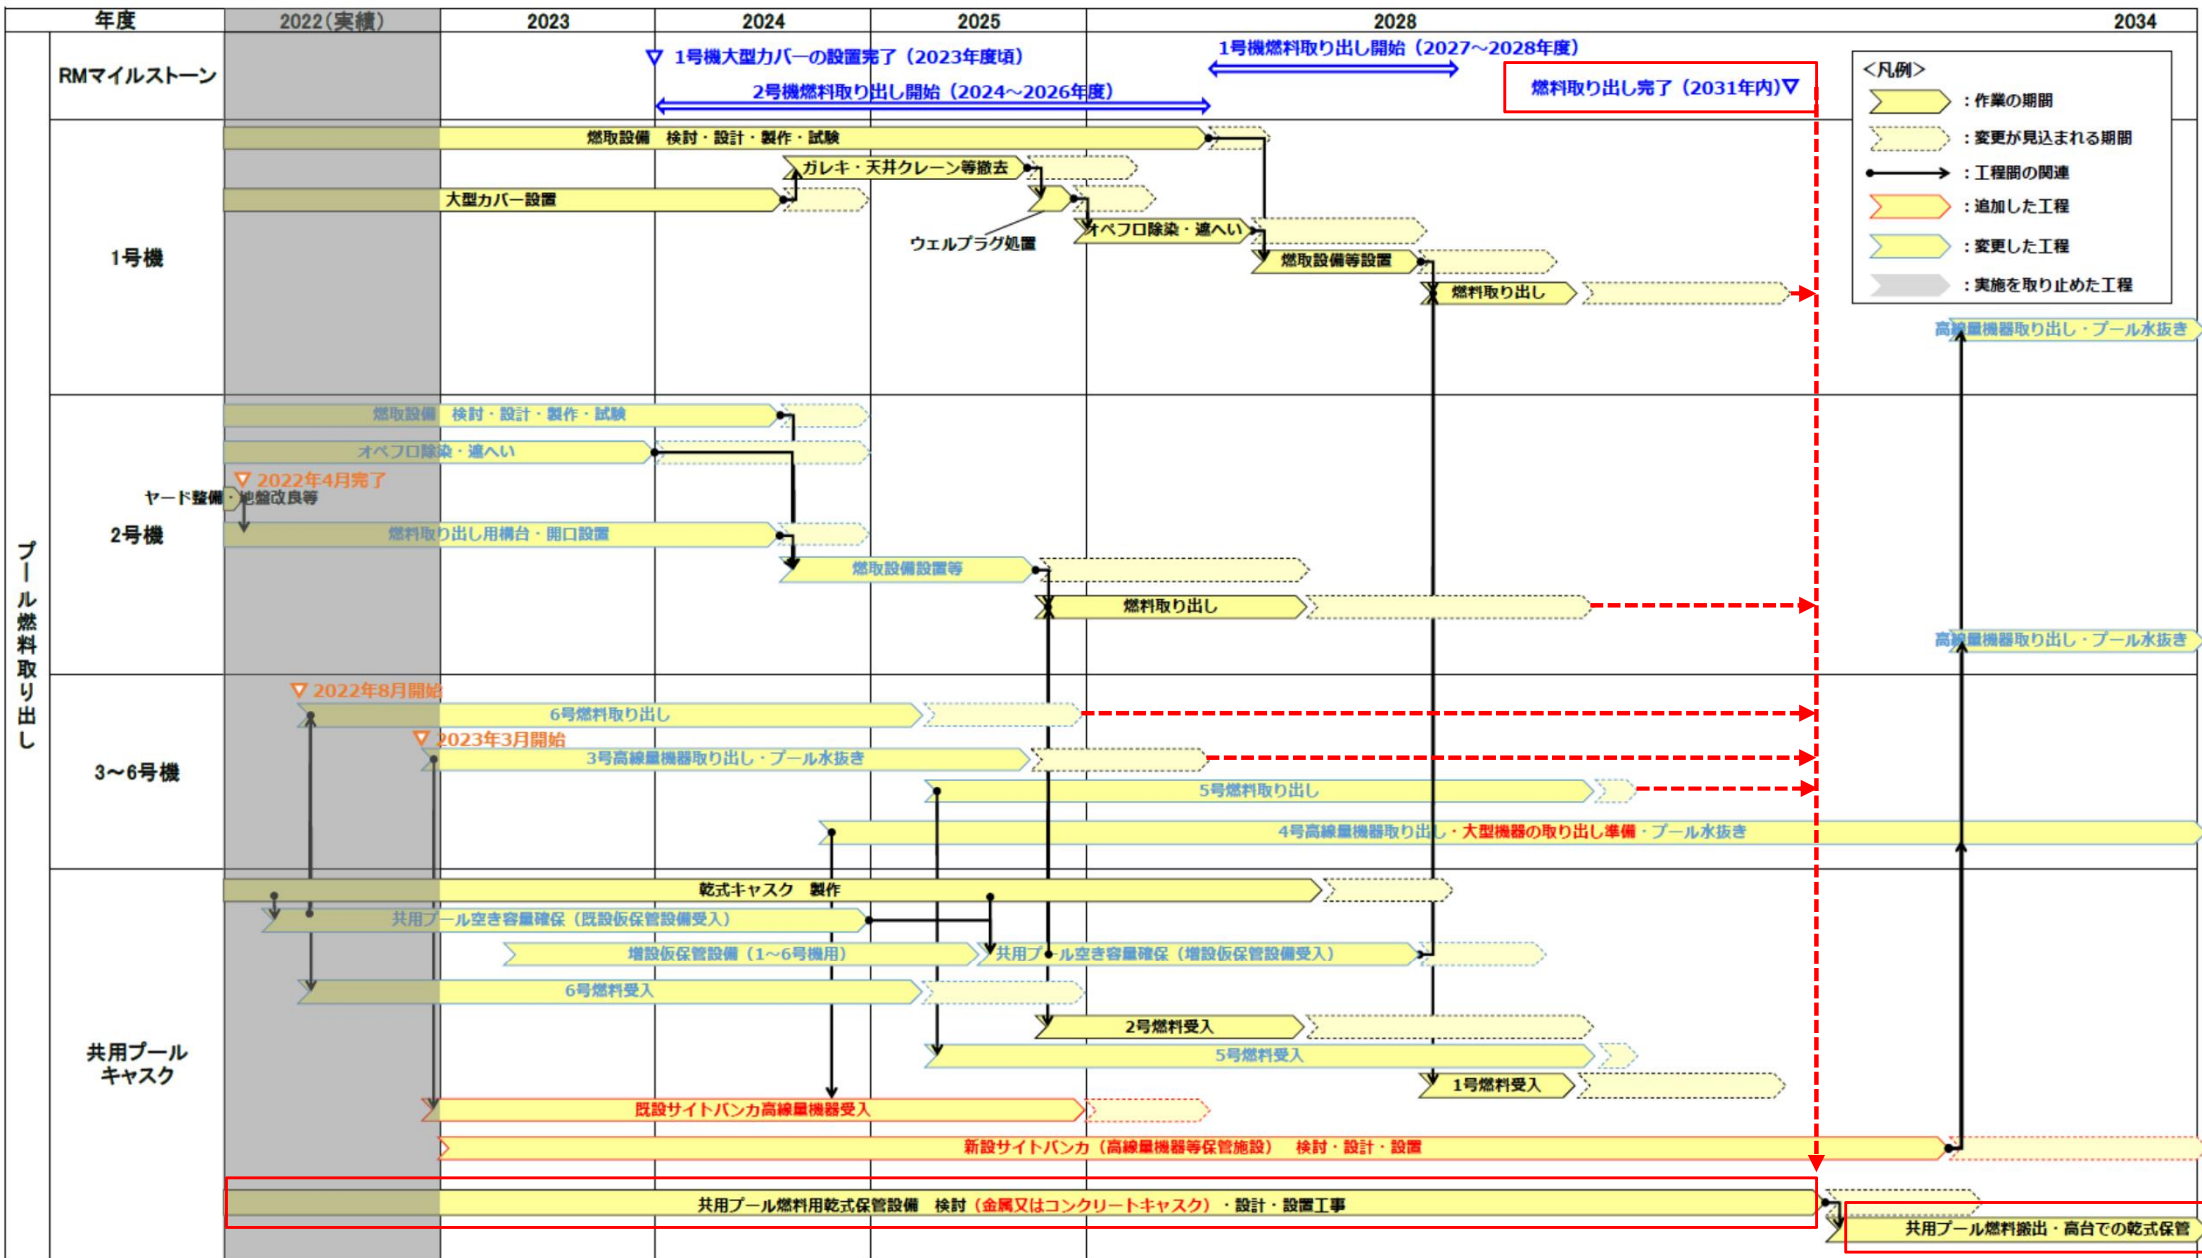 年度 2022(実績) 2023 2024 2025 2028 2034
プール燃料取り出し
RMマイルストーン
1号機大型カバーの設置完了（2023年度頃）
1号機燃料取り出し開始（2027～2028年度）
2号機燃料取り出し開始（2024～2026年度）
燃料取り出し完了（2031年内）
＜凡例＞
：作業の期間
：変更が見込まれる期間
：工程間の関連
：追加した工程
：変更した工程
：実施を取り止めた工程
1号機
燃取設備　検討・設計・製作・試験
ガレキ・天井クレーン等撤去
大型カバー設置
ウェルプラグ処置
オペフロ除染・遮へい
燃取設備等設置
燃料取り出し
高線量機器取り出し・プール水抜き
2号機
燃取設備　検討・設計・製作・試験
オペフロ除染・遮へい
2022年4月完了
ヤード整備・地盤改良等
燃料取り出し用構台・開口設置
燃取設備設置等
燃料取り出し
高線量機器取り出し・プール水抜き
3～6号機
2022年8月開始
6号燃料取り出し
2023年3月開始
3号高線量機器取り出し・プール水抜き
5号燃料取り出し
4号高線量機器取り出し・大型機器の取り出し準備・プール水抜き
共用プール
キャスク
乾式キャスク　製作
共用プール空き容量確保（既設仮保管設備受入）
増設仮保管設備（1～6号機用）
共用プール空き容量確保（増設仮保管設備受入）
6号燃料受入
2号燃料受入
5号燃料受入
1号燃料受入
既設サイトバンカ高線量機器受入
新設サイトバンカ（高線量機器等保管施設）　検討・設計・設置
共用プール燃料用乾式保管設備　検討（金属又はコンクリートキャスク）・設計・設置工事
共用プール燃料搬出・高台での乾式保管